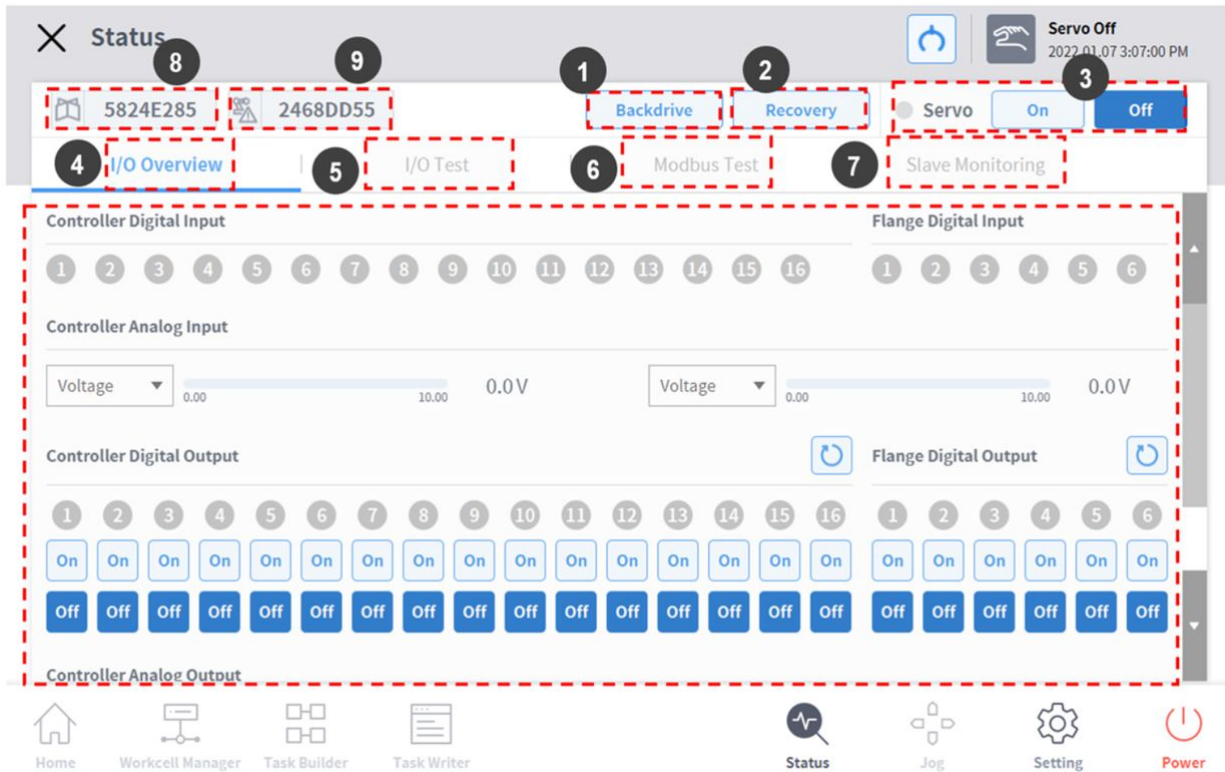 Status
Servo Off
2022.01.07 3:07:00 PM
8
9
1
2
3
5824E285
2468DD55
Backdrive
Recovery
Servo
On
Off
4
I/O Overview
5
I/O Test
6
Modbus Test
7
Slave Monitoring
Controller Digital Input
Flange Digital Input
1 2 3 4 5 6 7 8 9 10 11 12 13 14 15 16
1 2 3 4 5 6
Controller Analog Input
Voltage
0.00
10.00
0.0 V
Voltage
0.00
10.00
0.0 V
Controller Digital Output
Flange Digital Output
1 2 3 4 5 6 7 8 9 10 11 12 13 14 15 16
1 2 3 4 5 6
On On On On On On On On On On On On On On On On
On On On On On On
Off Off Off Off Off Off Off Off Off Off Off Off Off Off Off Off
Off Off Off Off Off Off
Controller Analog Output
Home
Workcell Manager
Task Builder
Task Writer
Status
Jog
Setting
Power